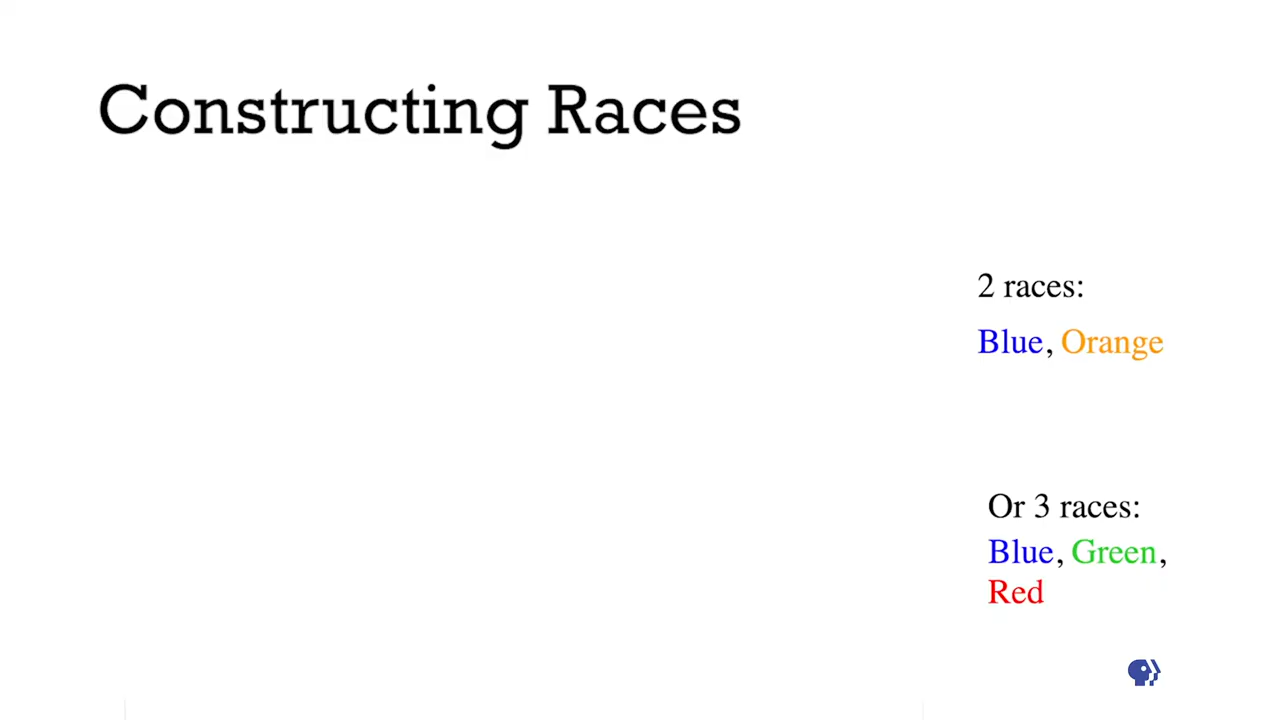 Constructing Races
2 races:
Blue, Orange
Or 3 races:
Blue, Green,
Red